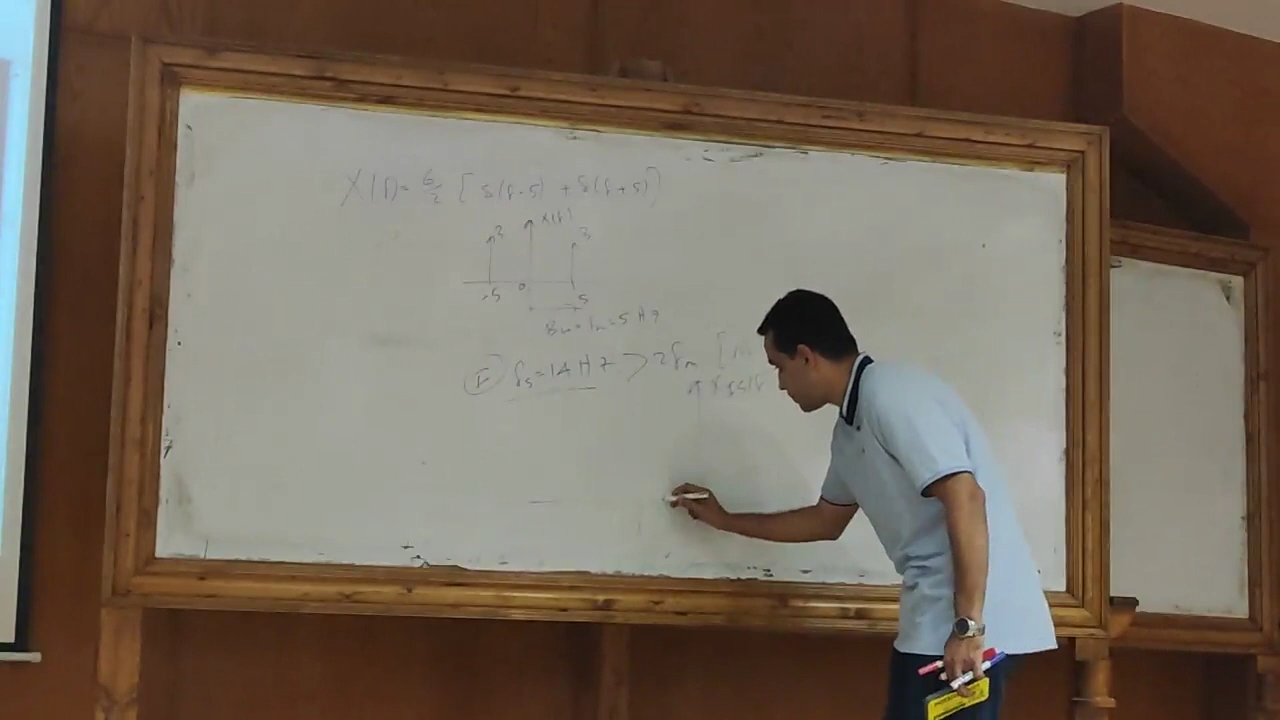 X(f) = 6/2 [ δ(f-5) + δ(f+5) ]
X(f)
3 3
-5 0 5
Bw = fm = 5 Hz
I fs = 14 Hz > 2fm [